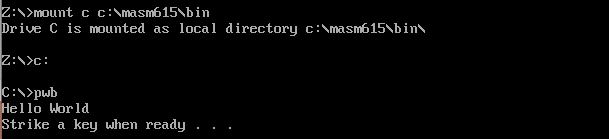 Z:\>mount c c:\masm615\bin
Drive C is mounted as local directory c:\masm615\bin\
Z:\>c:
C:\>pwb
Hello World
Strike a key when ready . . .